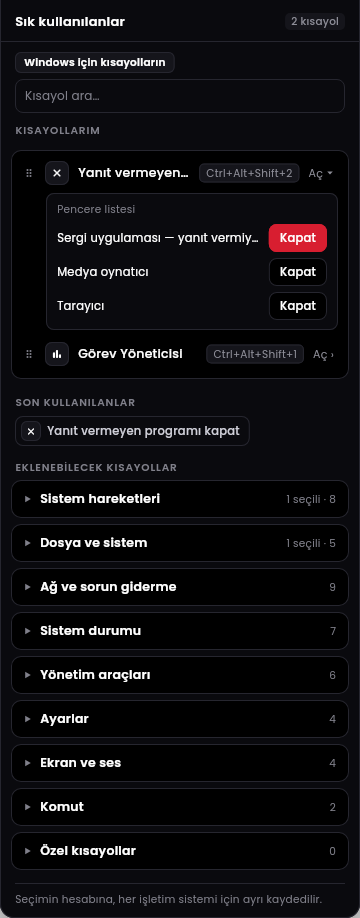 Sık kullanılanlar
2 kısayol
Windows için kısayolların
Kısayol ara...
KISAYOLLARIM
Yanıt vermeyen... Ctrl+Alt+Shift+2 Aç
Pencere listesi
Sergi uygulaması — yanıt vermiy... Kapat
Medya oynatıcı Kapat
Tarayıcı Kapat
Görev Yöneticisi Ctrl+Alt+Shift+1 Aç ›
SON KULLANILANLAR
Yanıt vermeyen programı kapat
EKLENEBİLECEK KISAYOLLAR
Sistem hareketleri 1 seçili · 8
Dosya ve sistem 1 seçili · 5
Ağ ve sorun giderme 9
Sistem durumu 7
Yönetim araçları 6
Ayarlar 4
Ekran ve ses 4
Komut 2
Özel kısayollar 0
Seçimin hesabına, her işletim sistemi için ayrı kaydedilir.